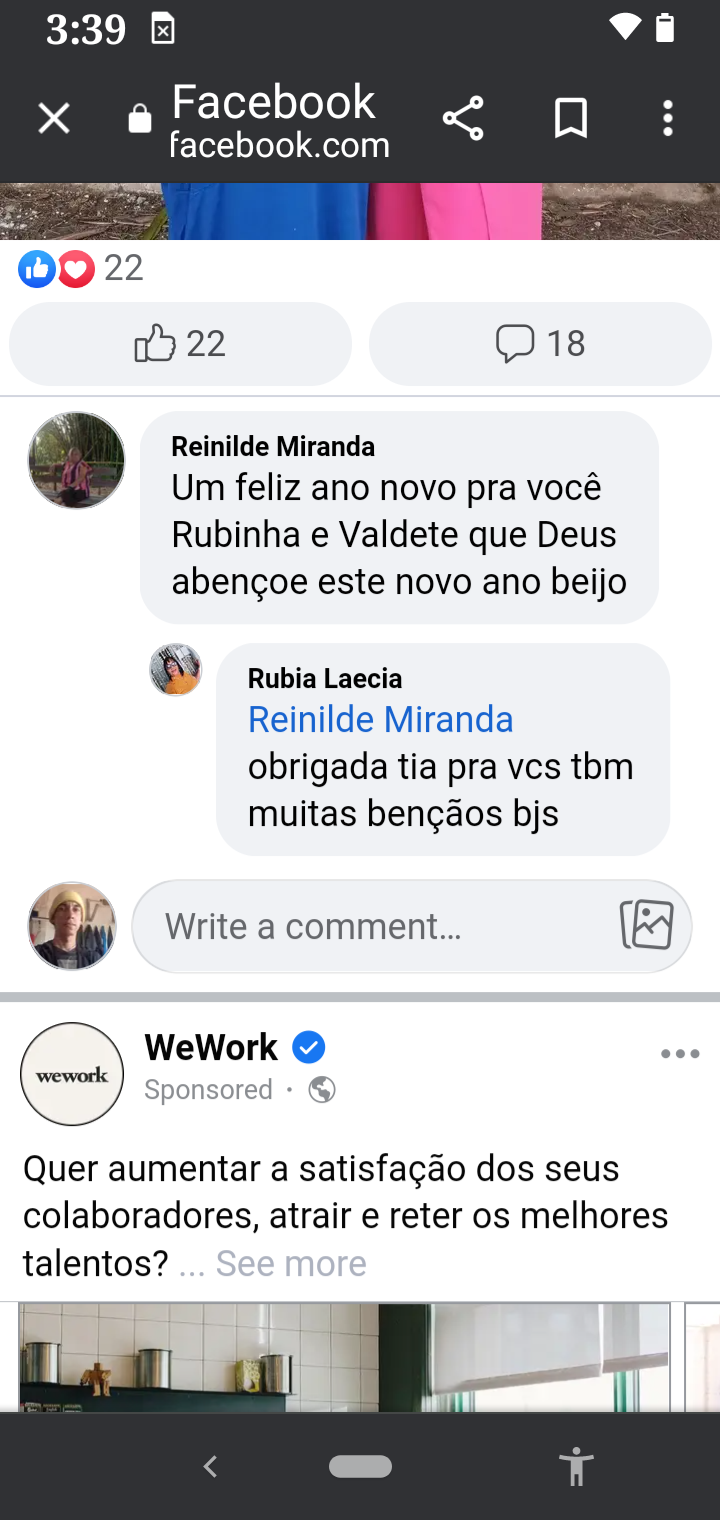 3:39
Facebook
facebook.com
22
22
18
Reinilde Miranda
Um feliz ano novo pra você
Rubinha e Valdete que Deus
abençoe este novo ano beijo
Rubia Laecia
Reinilde Miranda
obrigada tia pra vcs tbm
muitas bençãos bjs
Write a comment...
wework
WeWork
Sponsored ·
Quer aumentar a satisfação dos seus
colaboradores, atrair e reter os melhores
talentos? ... See more